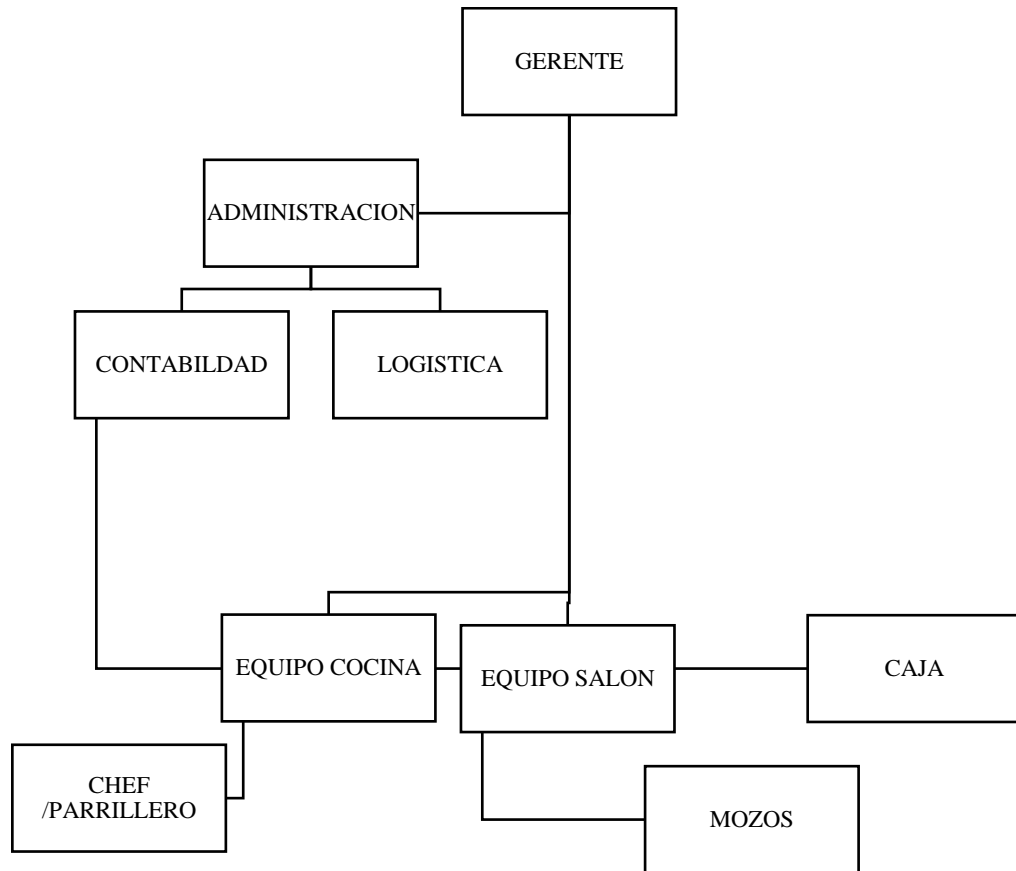 GERENTE
ADMINISTRACION
CONTABILDAD
LOGISTICA
EQUIPO COCINA
EQUIPO SALON
CAJA
CHEF
/PARRILLERO
MOZOS